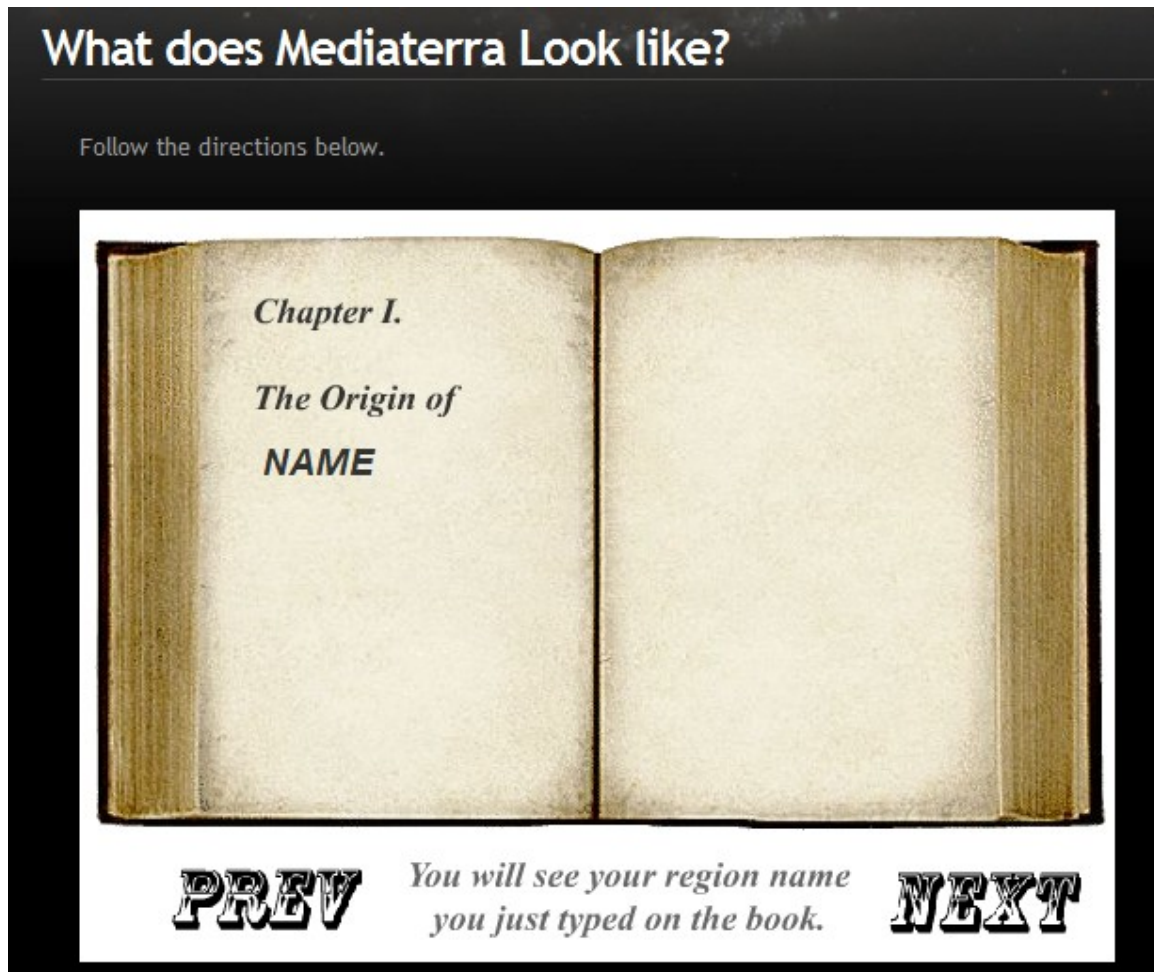 What does Mediaterra Look like?
Follow the directions below.
Chapter I.
The Origin of
NAME
PREV
You will see your region name
you just typed on the book.
NEXT